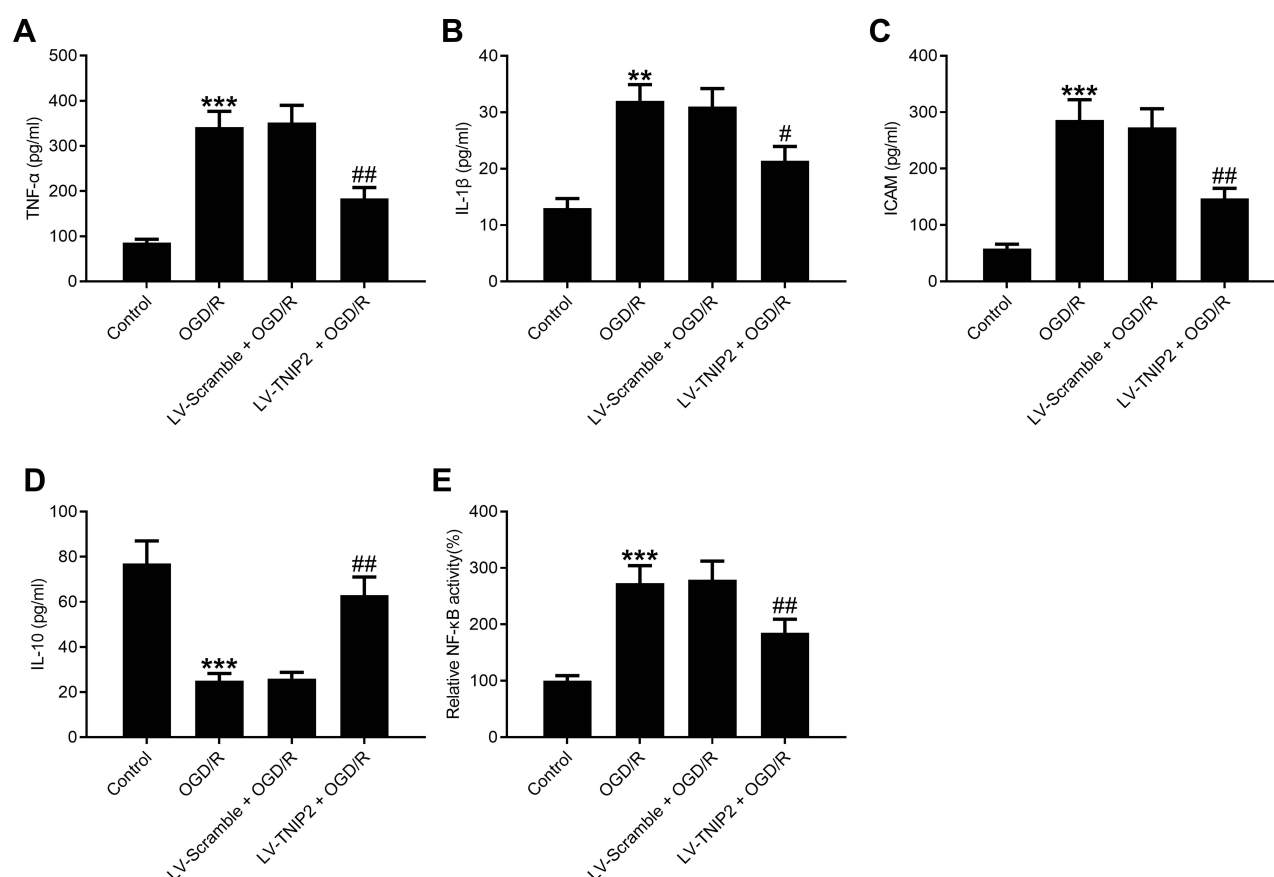 A
TNF-α (pg/ml)
500
400
300
200
100
0
***
##
Control
OGD/R
LV-Scramble + OGD/R
LV-TNIP2 + OGD/R
B
IL-1β (pg/ml)
40
30
20
10
0
**
#
Control
OGD/R
LV-Scramble + OGD/R
LV-TNIP2 + OGD/R
C
ICAM (pg/ml)
400
300
200
100
0
***
##
Control
OGD/R
LV-Scramble + OGD/R
LV-TNIP2 + OGD/R
D
IL-10 (pg/ml)
100
80
60
40
20
0
***
##
Control
OGD/R
LV-Scramble + OGD/R
LV-TNIP2 + OGD/R
E
Relative NF-κB activity(%)
400
300
200
100
0
***
##
Control
OGD/R
LV-Scramble + OGD/R
LV-TNIP2 + OGD/R